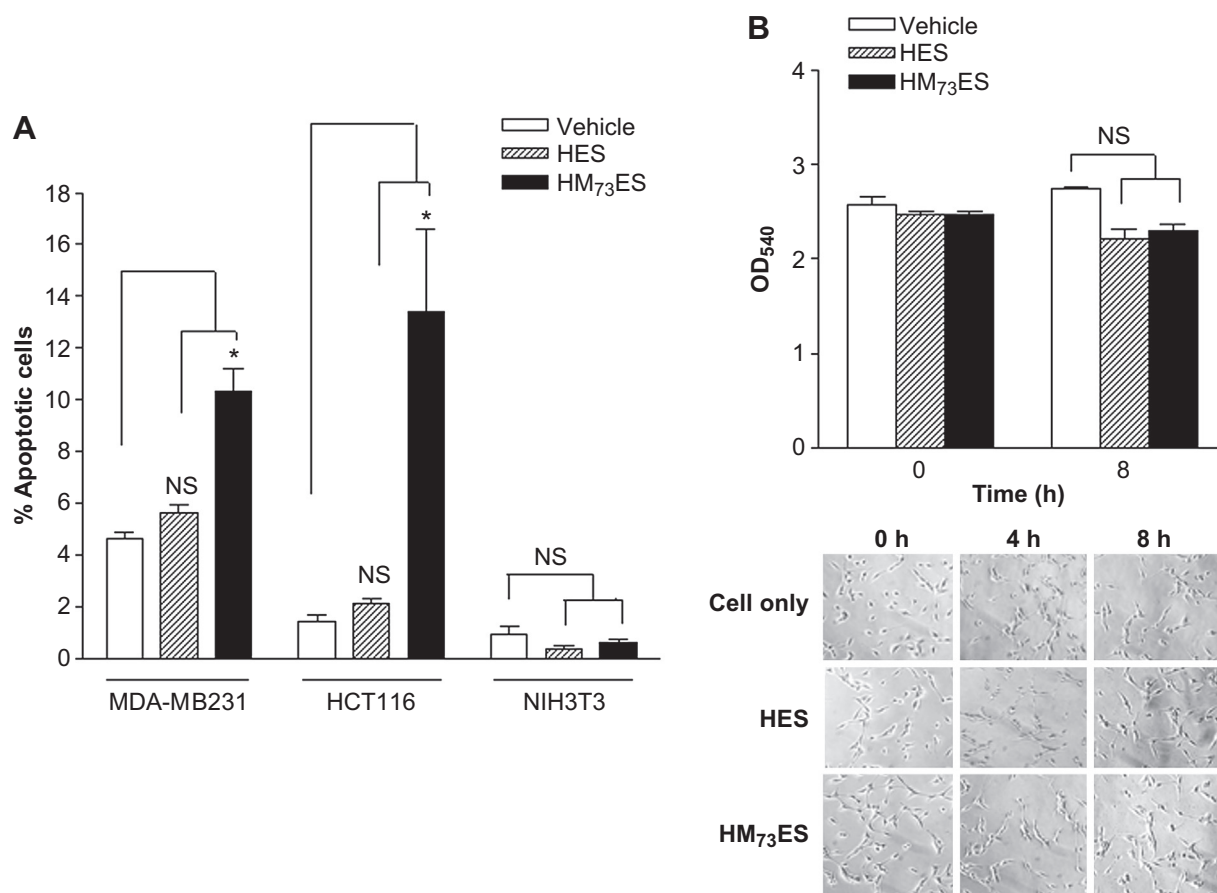 A
Vehicle
HES
HM₇₃ES
% Apoptotic cells
18
16
14
12
10
8
6
4
2
0
NS
*
NS
*
NS
MDA-MB231 HCT116 NIH3T3
B
Vehicle
HES
HM₇₃ES
OD₅₄₀
4
3
2
1
0
NS
0 8
Time (h)
0 h 4 h 8 h
Cell only
HES
HM₇₃ES